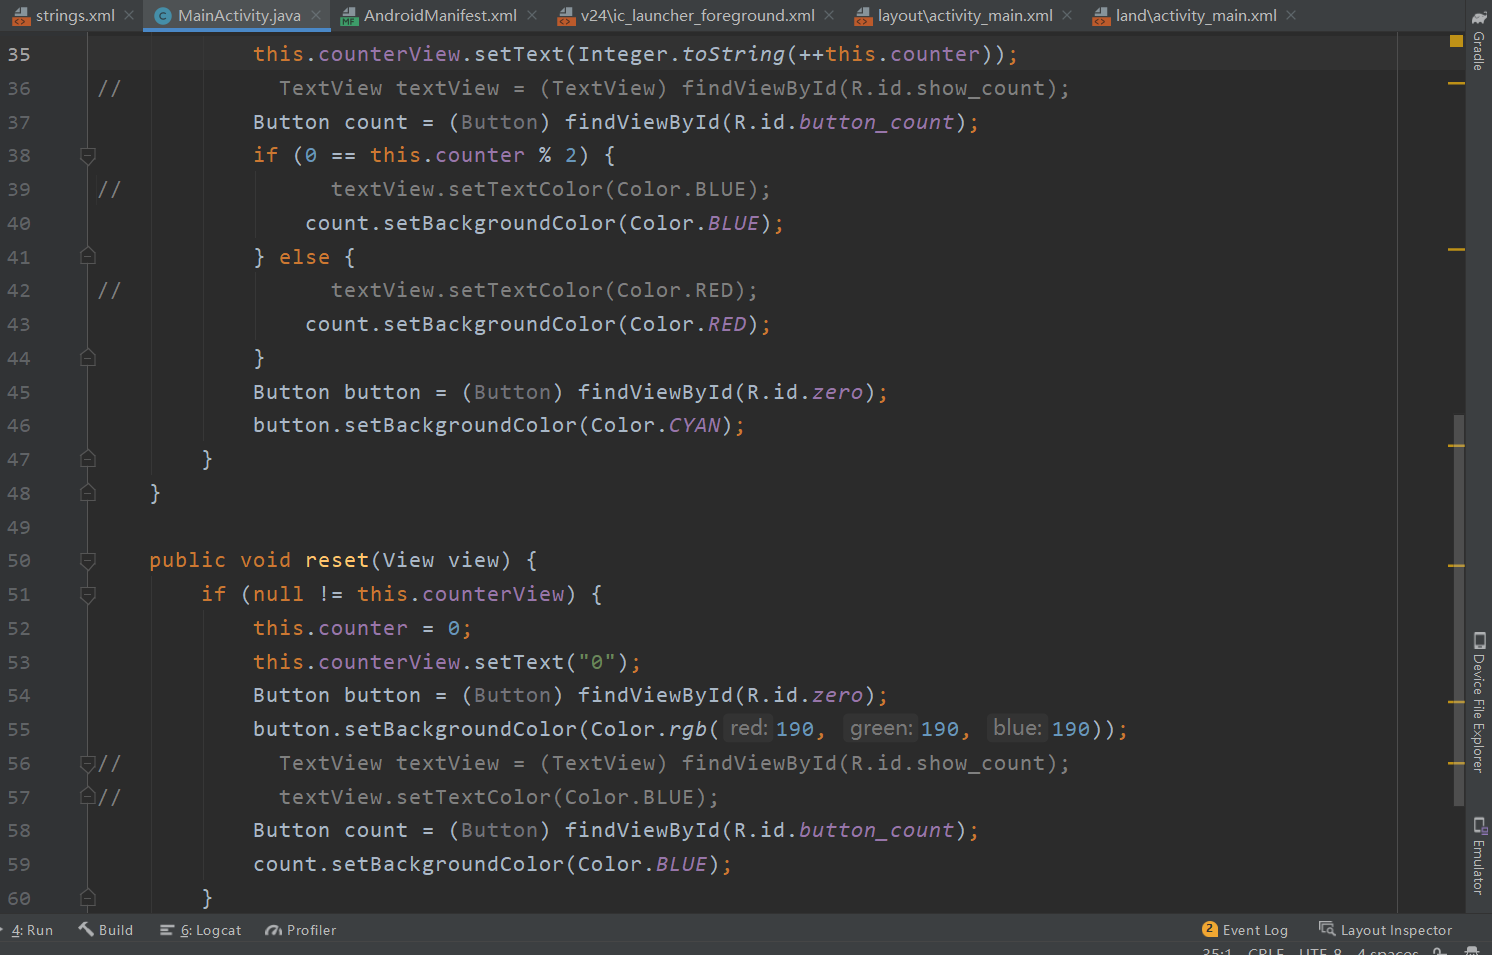 strings.xml MainActivity.java AndroidManifest.xml v24\ic_launcher_foreground.xml layout\activity_main.xml land\activity_main.xml
Gradle
35 this.counterView.setText(Integer.toString(++this.counter));
36 // TextView textView = (TextView) findViewById(R.id.show_count);
37 Button count = (Button) findViewById(R.id.button_count);
38 if (0 == this.counter % 2) {
39 // textView.setTextColor(Color.BLUE);
40 count.setBackgroundColor(Color.BLUE);
41 } else {
42 // textView.setTextColor(Color.RED);
43 count.setBackgroundColor(Color.RED);
44 }
45 Button button = (Button) findViewById(R.id.zero);
46 button.setBackgroundColor(Color.CYAN);
47 }
48 }
49
50 public void reset(View view) {
51 if (null != this.counterView) {
52 this.counter = 0;
53 this.counterView.setText("0");
54 Button button = (Button) findViewById(R.id.zero);
55 button.setBackgroundColor(Color.rgb( red: 190, green: 190, blue: 190));
56 // TextView textView = (TextView) findViewById(R.id.show_count);
57 // textView.setTextColor(Color.BLUE);
58 Button count = (Button) findViewById(R.id.button_count);
59 count.setBackgroundColor(Color.BLUE);
60 }
Device File Explorer
Emulator
4: Run Build 6: Logcat Profiler 2 Event Log Layout Inspector
35:1 CRLF UTF-8 4 spaces